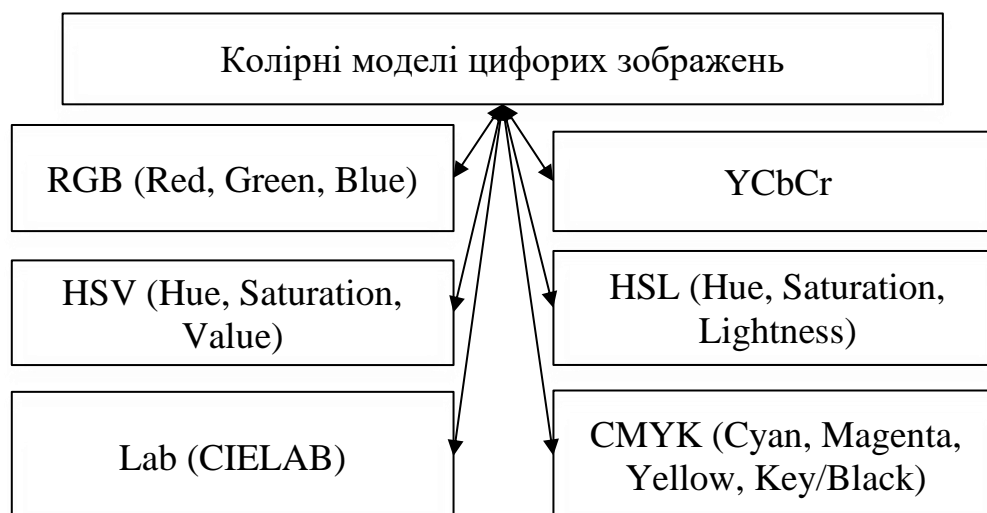 Колірні моделі цифорих зображень
RGB (Red, Green, Blue)
YCbCr
HSV (Hue, Saturation,
Value)
HSL (Hue, Saturation,
Lightness)
Lab (CIELAB)
CMYK (Cyan, Magenta,
Yellow, Key/Black)